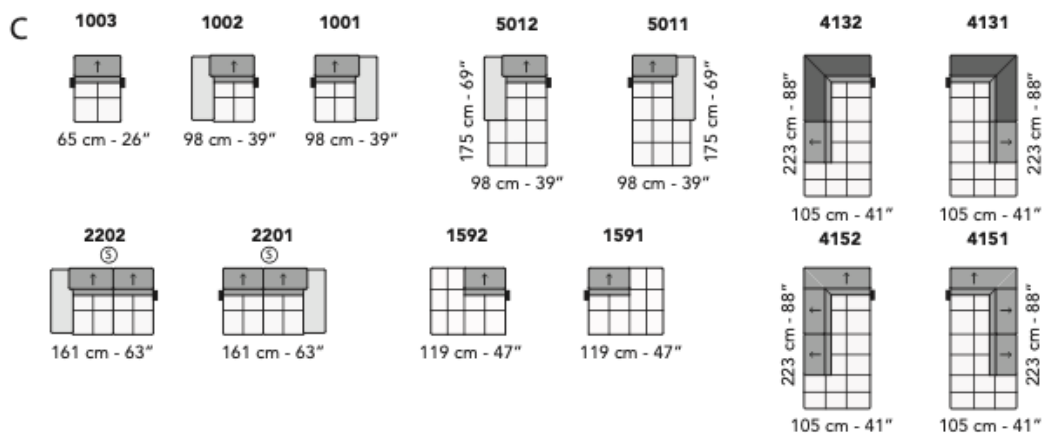 C
1003 1002 1001 5012 5011 4132 4131
65 cm - 26” 98 cm - 39” 98 cm - 39”
175 cm - 69” 175 cm - 69”
98 cm - 39” 98 cm - 39”
223 cm - 88” 223 cm - 88”
105 cm - 41” 105 cm - 41”
2202 2201 1592 1591 4152 4151
S S
161 cm - 63” 161 cm - 63” 119 cm - 47” 119 cm - 47”
223 cm - 88” 223 cm - 88”
105 cm - 41” 105 cm - 41”